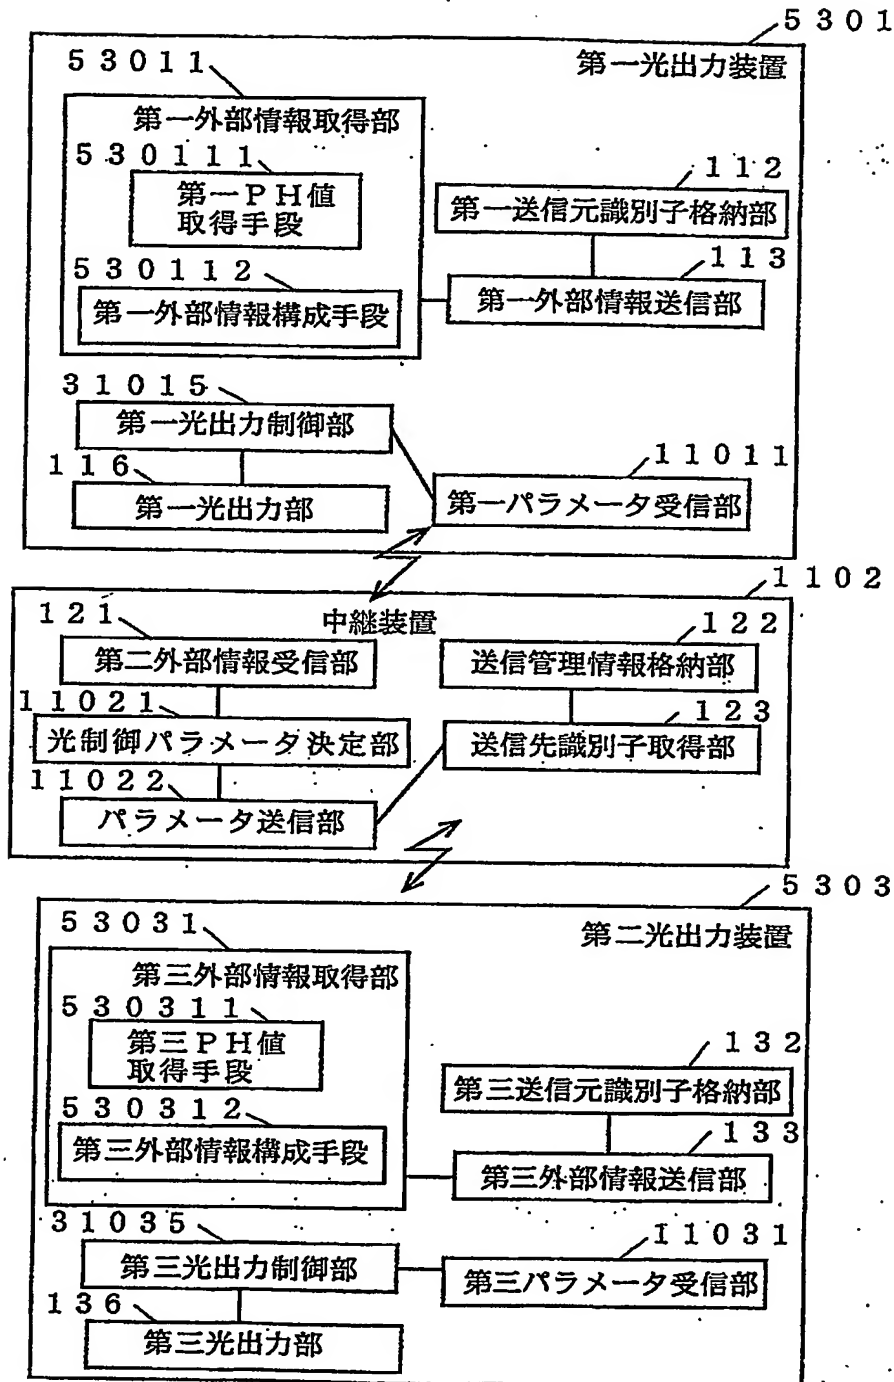 5301
53011
第一光出力装置
第一外部情報取得部
530111
112
第一PH値
取得手段
第一送信元識別子格納部
530112
113
第一外部情報構成手段
第一外部情報送信部
31015
第一光出力制御部
116
11011
第一光出力部
第一パラメータ受信部
1102
121
中継装置
122
第二外部情報受信部
送信管理情報格納部
11021
123
光制御パラメータ決定部
送信先識別子取得部
11022
パラメータ送信部
5303
53031
第二光出力装置
第三外部情報取得部
530311
132
第三PH値
取得手段
第三送信元識別子格納部
530312
133
第三外部情報構成手段
第三外部情報送信部
31035
11031
第三光出力制御部
第三パラメータ受信部
136
第三光出力部